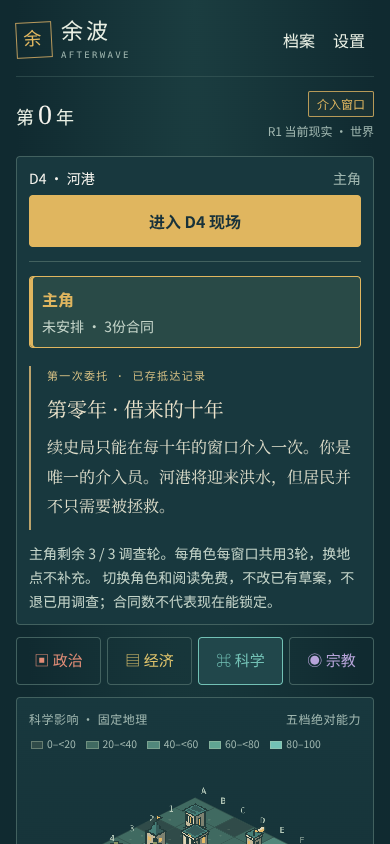 余
余波
AFTERWAVE
档案 设置
第0年
介入窗口
R1 当前现实 · 世界
D4 · 河港
主角
进入 D4 现场
主角
未安排 · 3份合同
第一次委托 · 已存抵达记录
第零年 · 借来的十年
续史局只能在每十年的窗口介入一次。你是
唯一的介入员。河港将迎来洪水，但居民并
不只需要被拯救。
主角剩余 3 / 3 调查轮。每角色每窗口共用3轮，换地
点不补充。 切换角色和阅读免费，不改已有草案，不
退已用调查；合同数不代表现在能锁定。
政治
经济
科学
宗教
科学影响 · 固定地理
五档绝对能力
0–<20 20–<40 40–<60 60–<80 80–100
A
B
1
C
2
D
3
E
4
F